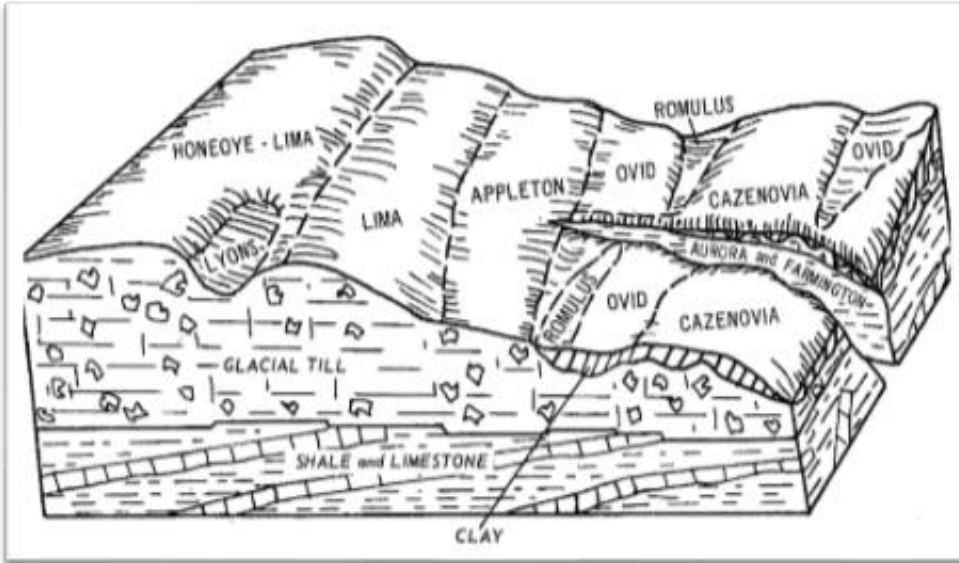 ROMULUS
HONEOYE - LIMA
OVID
OVID
APPLETON
CAZENOVIA
LIMA
LYONS
AURORA and FARMINGTON
ROMULUS
OVID
CAZENOVIA
GLACIAL TILL
SHALE and LIMESTONE
CLAY